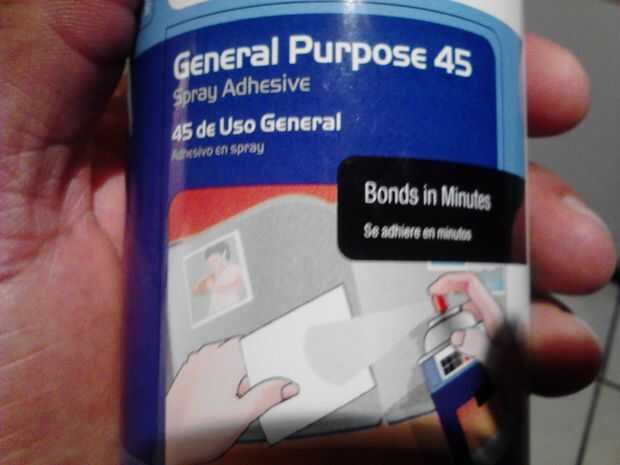 General Purpose 45
Spray Adhesive
45 de Uso General
Adhesivo en spray
Bonds in Minutes
Se adhiere en minutos